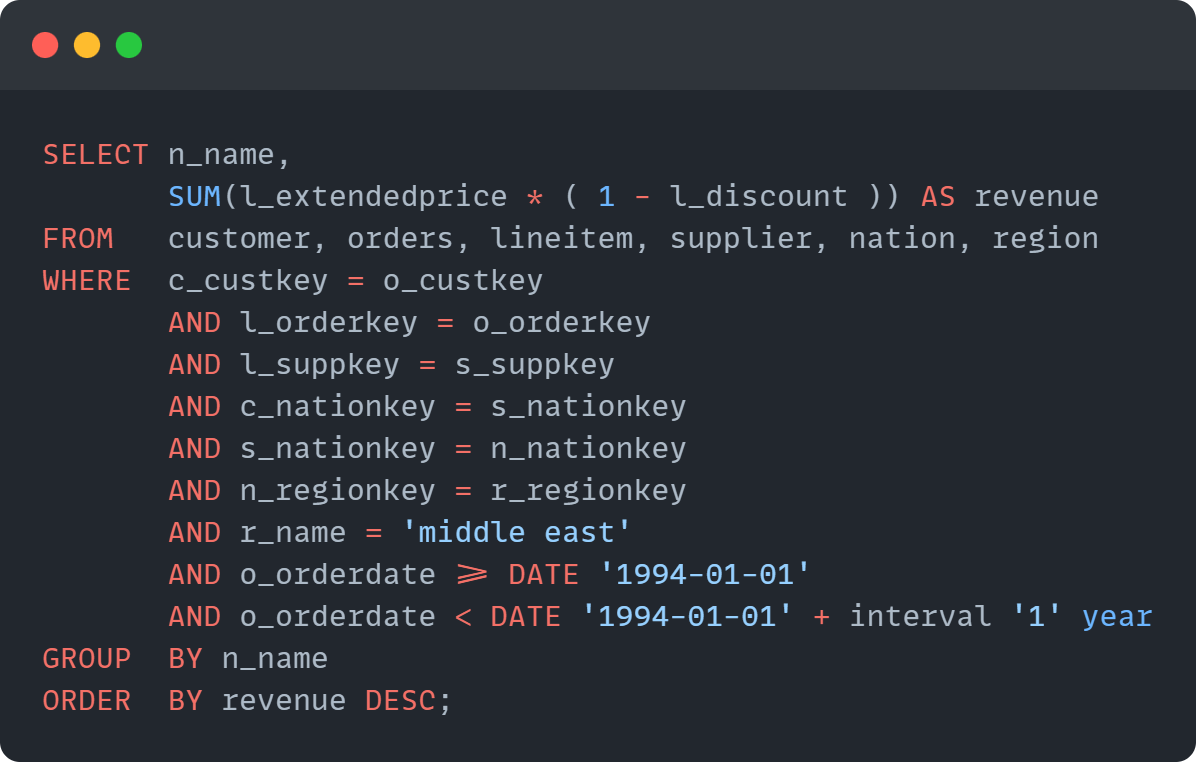 SELECT n_name,
       SUM(l_extendedprice * ( 1 - l_discount )) AS revenue
FROM   customer, orders, lineitem, supplier, nation, region
WHERE  c_custkey = o_custkey
       AND l_orderkey = o_orderkey
       AND l_suppkey = s_suppkey
       AND c_nationkey = s_nationkey
       AND s_nationkey = n_nationkey
       AND n_regionkey = r_regionkey
       AND r_name = 'middle east'
       AND o_orderdate >= DATE '1994-01-01'
       AND o_orderdate < DATE '1994-01-01' + interval '1' year
GROUP  BY n_name
ORDER  BY revenue DESC;